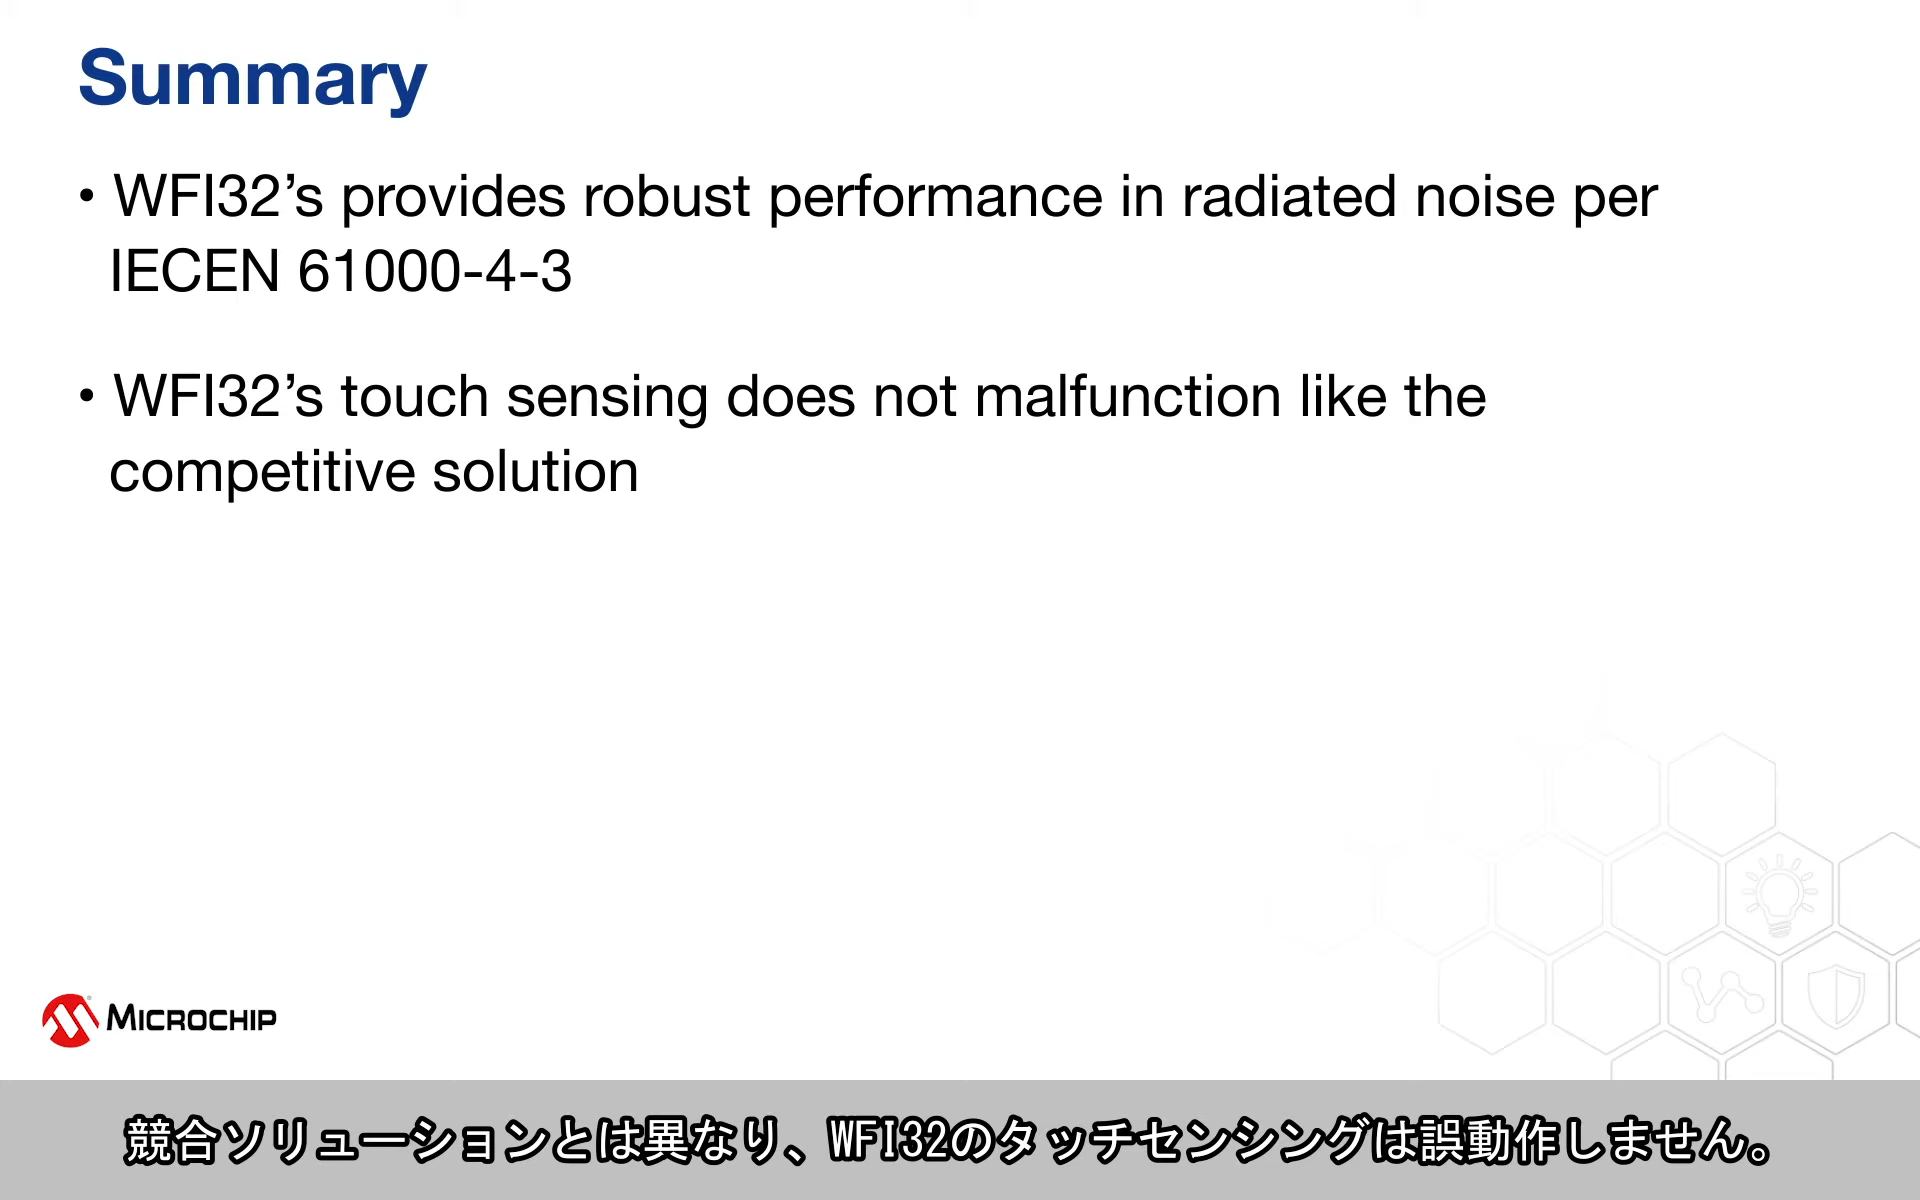 Summary
• WFI32’s provides robust performance in radiated noise per
IECEN 61000-4-3
• WFI32’s touch sensing does not malfunction like the
competitive solution
MICROCHIP
競合ソリューションとは異なり、WFI32のタッチセンシングは誤動作しません。